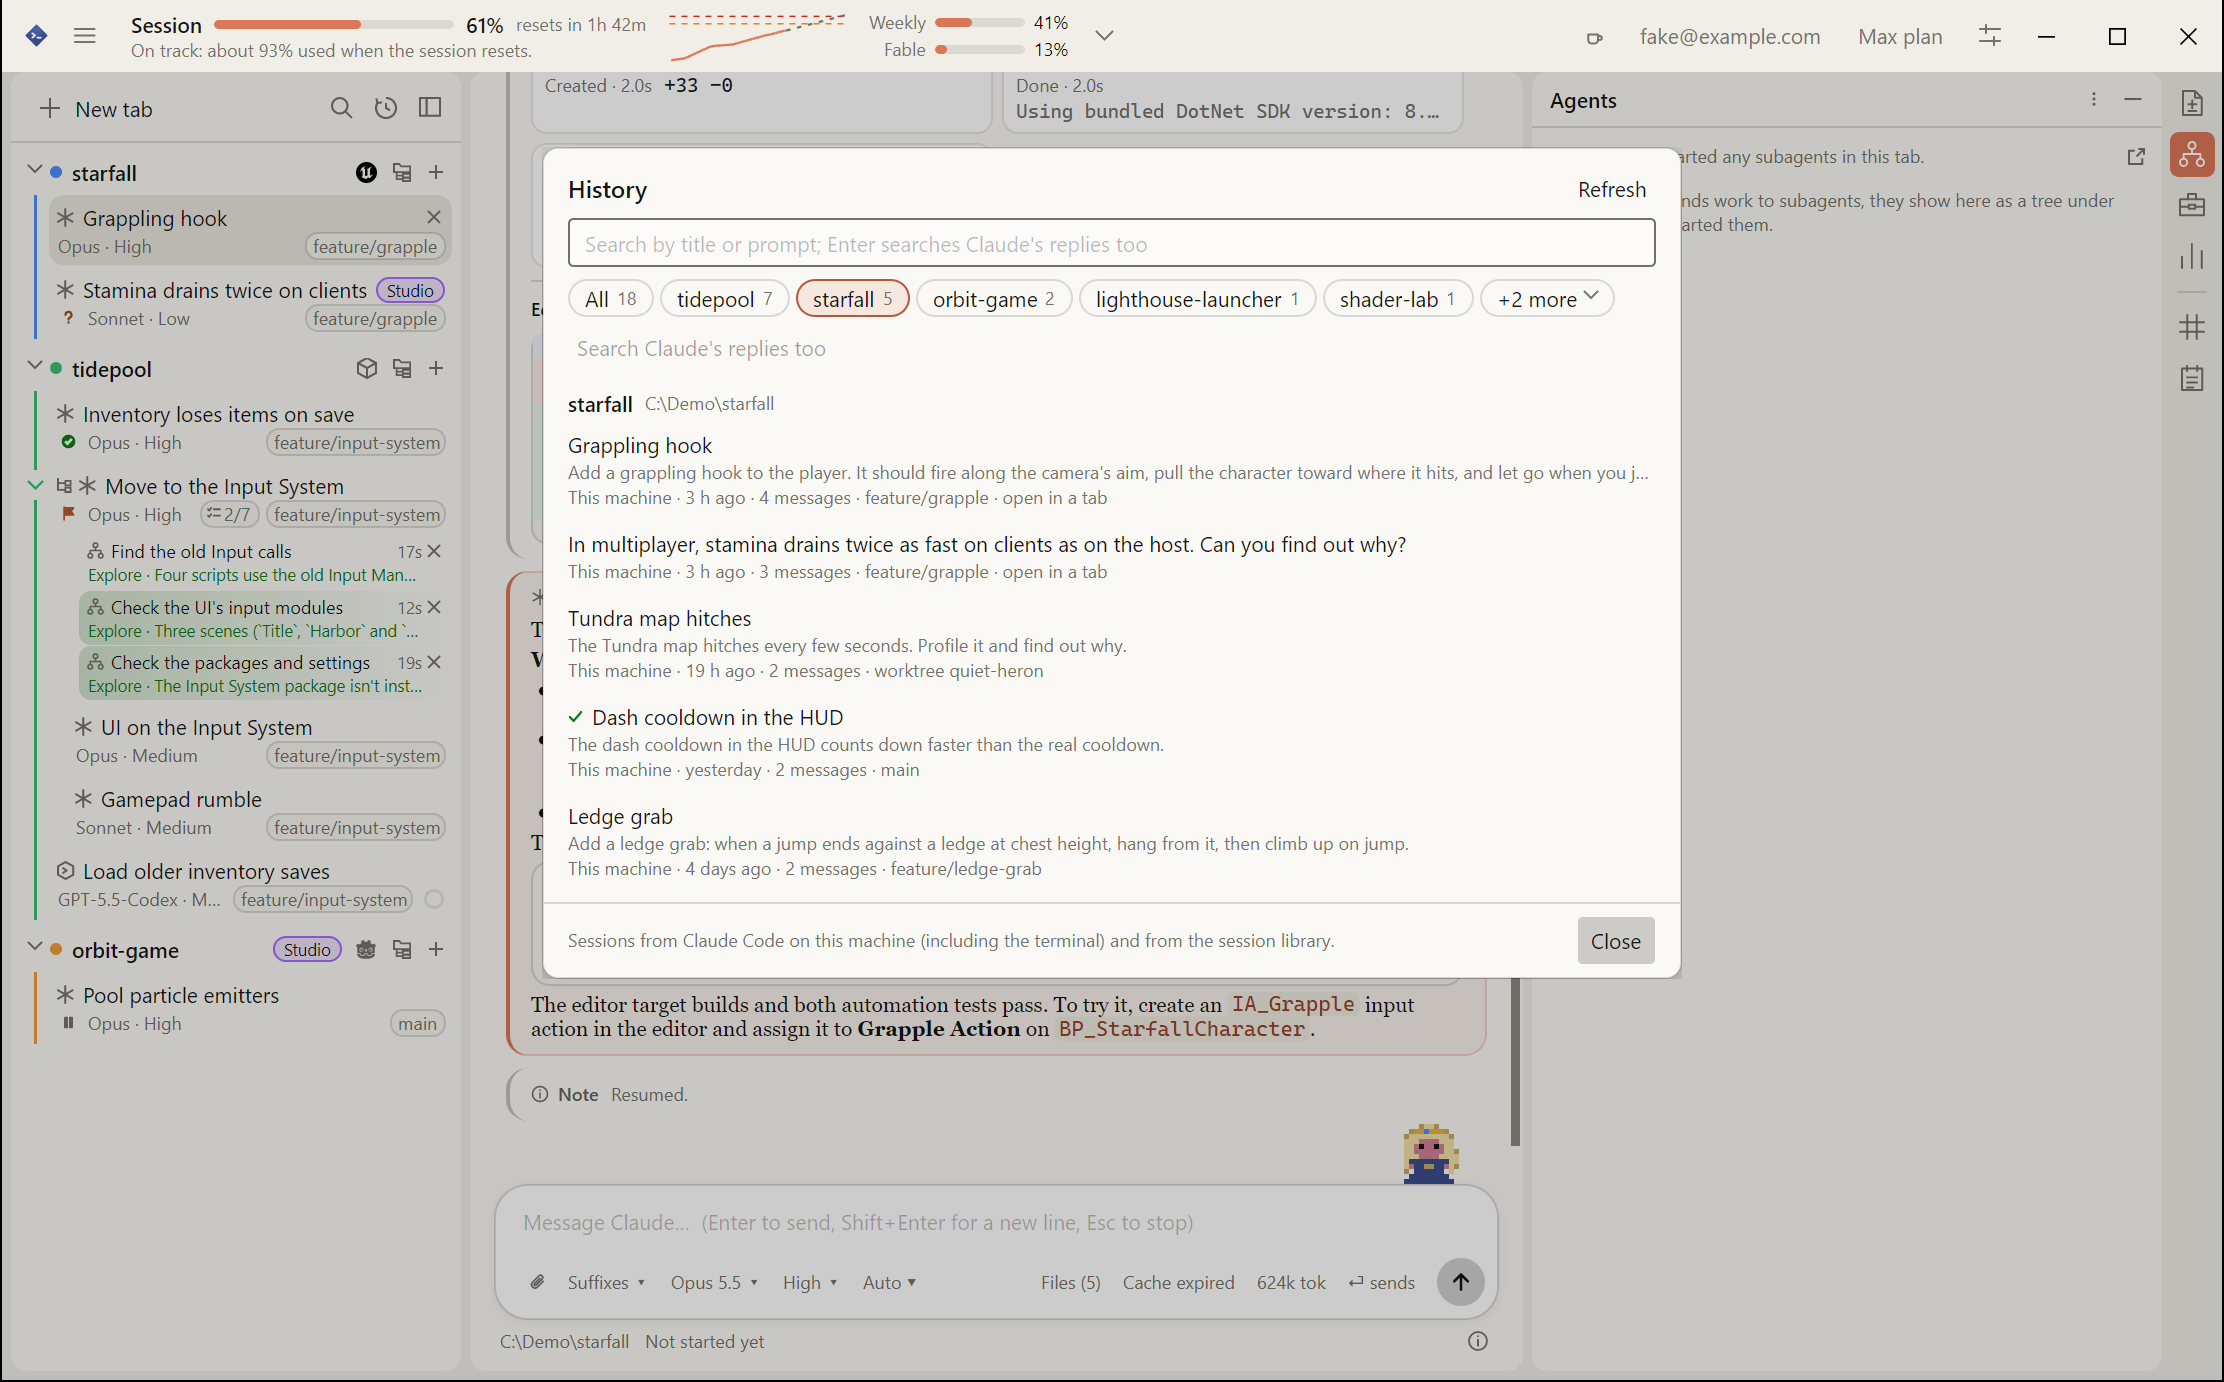 Session 61% resets in 1h 42m
On track: about 93% used when the session resets.
Weekly 41%
Fable 13%
fake@example.com Max plan
New tab
starfall
Grappling hook
Opus · High feature/grapple
Stamina drains twice on clients Studio
? Sonnet · Low feature/grapple
tidepool
Inventory loses items on save
Opus · High feature/input-system
Move to the Input System
Opus · High 2/7 feature/input-system
Find the old Input calls 17s
Explore · Four scripts use the old Input Man...
Check the UI's input modules 12s
Explore · Three scenes (`Title`, `Harbor` and `...
Check the packages and settings 19s
Explore · The Input System package isn't inst...
UI on the Input System
Opus · Medium feature/input-system
Gamepad rumble
Sonnet · Medium feature/input-system
Load older inventory saves
GPT-5.5-Codex · M... feature/input-system
orbit-game Studio
Pool particle emitters
Opus · High main
Created · 2.0s +33 −0
Done · 2.0s
Using bundled DotNet SDK version: 8.…
History Refresh
Search by title or prompt; Enter searches Claude's replies too
All 18 tidepool 7 starfall 5 orbit-game 2 lighthouse-launcher 1 shader-lab 1 +2 more
Search Claude's replies too
starfall C:\Demo\starfall
Grappling hook
Add a grappling hook to the player. It should fire along the camera's aim, pull the character toward where it hits, and let go when you j...
This machine · 3 h ago · 4 messages · feature/grapple · open in a tab
In multiplayer, stamina drains twice as fast on clients as on the host. Can you find out why?
This machine · 3 h ago · 3 messages · feature/grapple · open in a tab
Tundra map hitches
The Tundra map hitches every few seconds. Profile it and find out why.
This machine · 19 h ago · 2 messages · worktree quiet-heron
Dash cooldown in the HUD
The dash cooldown in the HUD counts down faster than the real cooldown.
This machine · yesterday · 2 messages · main
Ledge grab
Add a ledge grab: when a jump ends against a ledge at chest height, hang from it, then climb up on jump.
This machine · 4 days ago · 2 messages · feature/ledge-grab
Sessions from Claude Code on this machine (including the terminal) and from the session library.
Close
The editor target builds and both automation tests pass. To try it, create an IA_Grapple input
action in the editor and assign it to Grapple Action on BP_StarfallCharacter.
Note Resumed.
Message Claude... (Enter to send, Shift+Enter for a new line, Esc to stop)
Suffixes Opus 5.5 High Auto Files (5) Cache expired 624k tok sends
C:\Demo\starfall Not started yet
Agents
arted any subagents in this tab.
nds work to subagents, they show here as a tree under
arted them.